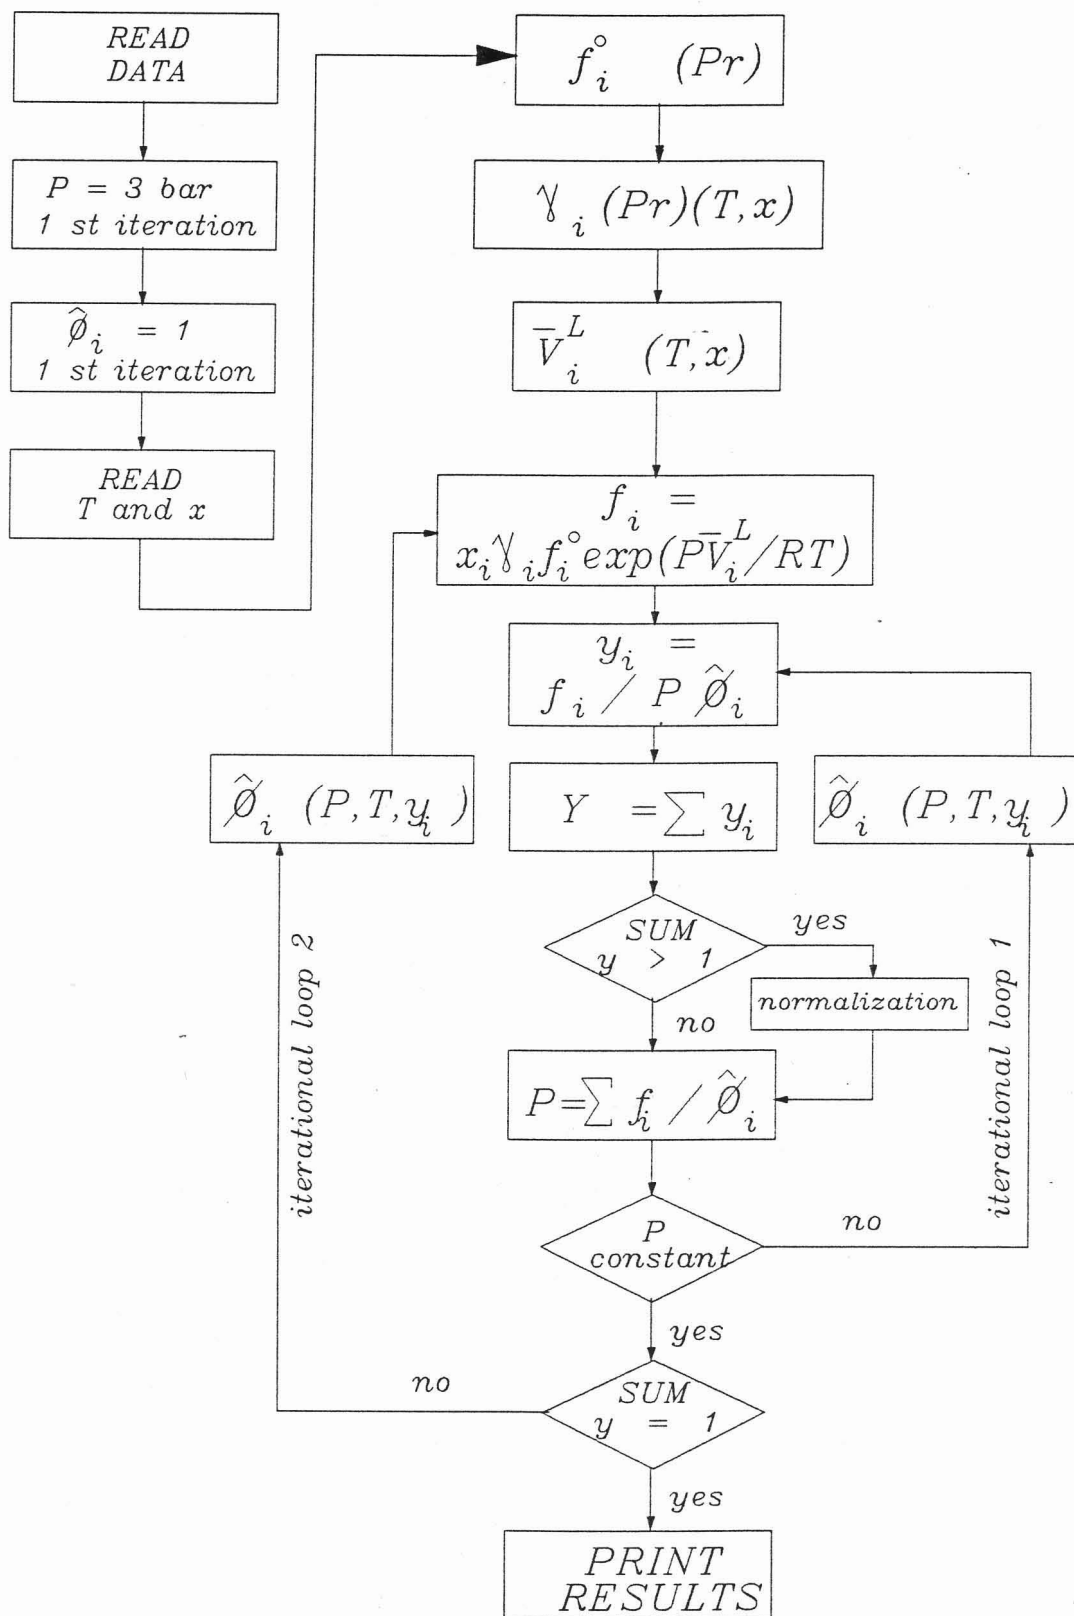 READ
DATA
P = 3 bar
1 st iteration
φ̂i = 1
1 st iteration
READ
T and x
f°i (Pr)
γi (Pr)(T,x)
V̄iᴸ (T,x)
fi =
xiγif°i exp(PV̄iᴸ/RT)
yi =
fi / P φ̂i
φ̂i (P,T,yi )
Y =∑ yi
φ̂i (P,T,yi )
SUM
y > 1
yes
normalization
no
P=∑ fi / φ̂i
iterational loop 2
iterational loop 1
P
constant
no
yes
SUM
y = 1
no
yes
PRINT
RESULTS